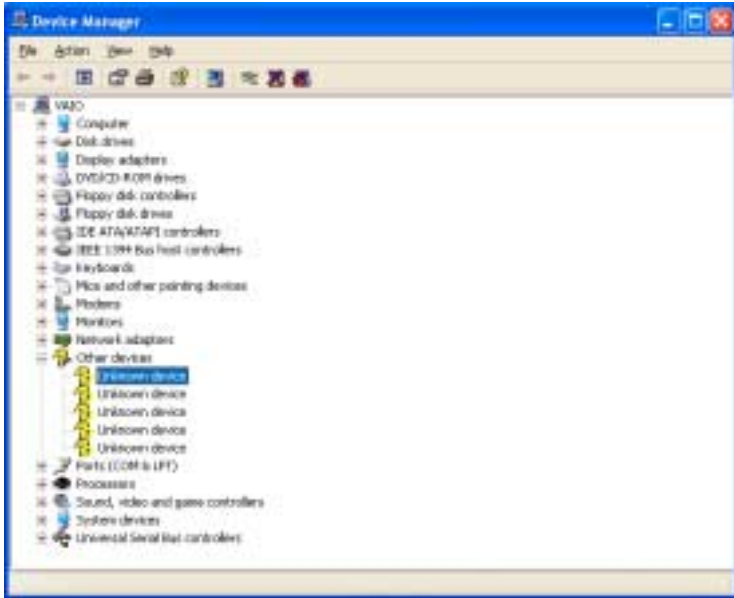 Device Manager
File Action View Help
VAIO
Computer
Disk drives
Display adapters
DVD/CD-ROM drives
Floppy disk controllers
Floppy disk drives
IDE ATA/ATAPI controllers
IEEE 1394 Bus host controllers
Keyboards
Mice and other pointing devices
Modems
Monitors
Network adapters
Other devices
Unknown device
Unknown device
Unknown device
Unknown device
Unknown device
Ports (COM & LPT)
Processors
Sound, video and game controllers
System devices
Universal Serial Bus controllers